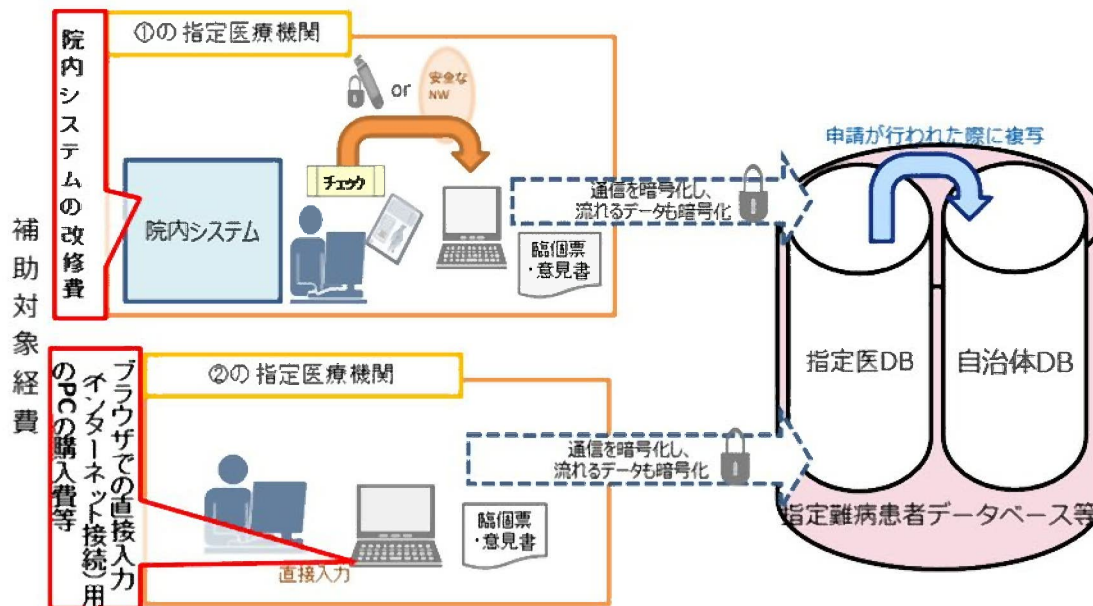 補助対象経費
院内システムの改修費
①の指定医療機関
or
安全な
NW
チェック
院内システム
臨個票
・意見書
通信を暗号化し、
流れるデータも暗号化
申請が行われた際に複写
指定医DB
自治体DB
指定難病患者データベース等
ブラウザでの直接入力
(インターネット接続)用
のPCの購入費等
②の指定医療機関
直接入力
臨個票
・意見書
通信を暗号化し、
流れるデータも暗号化